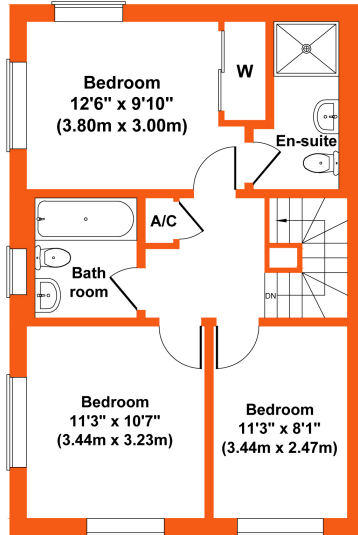 Bedroom
12'6" x 9'10"
(3.80m x 3.00m)
W
En-suite
A/C
Bath
room
DN
Bedroom
11'3" x 10'7"
(3.44m x 3.23m)
Bedroom
11'3" x 8'1"
(3.44m x 2.47m)